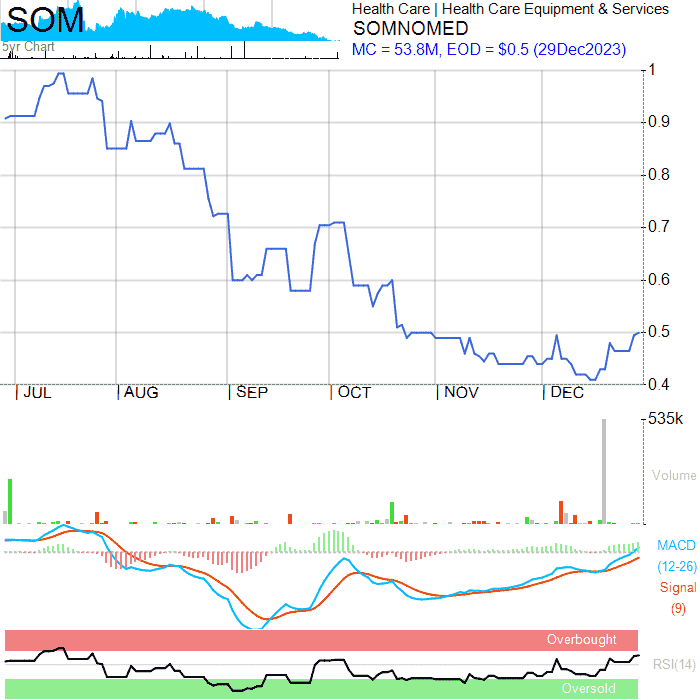 SOM
5yr Chart
Health Care | Health Care Equipment & Services
SOMNOMED
MC = 53.8M, EOD = $0.5 (29Dec2023)
1
0.9
0.8
0.7
0.6
0.5
0.4
JUL AUG SEP OCT NOV DEC
535k
Volume
MACD
(12-26)
Signal
(9)
Overbought
RSI(14)
Oversold